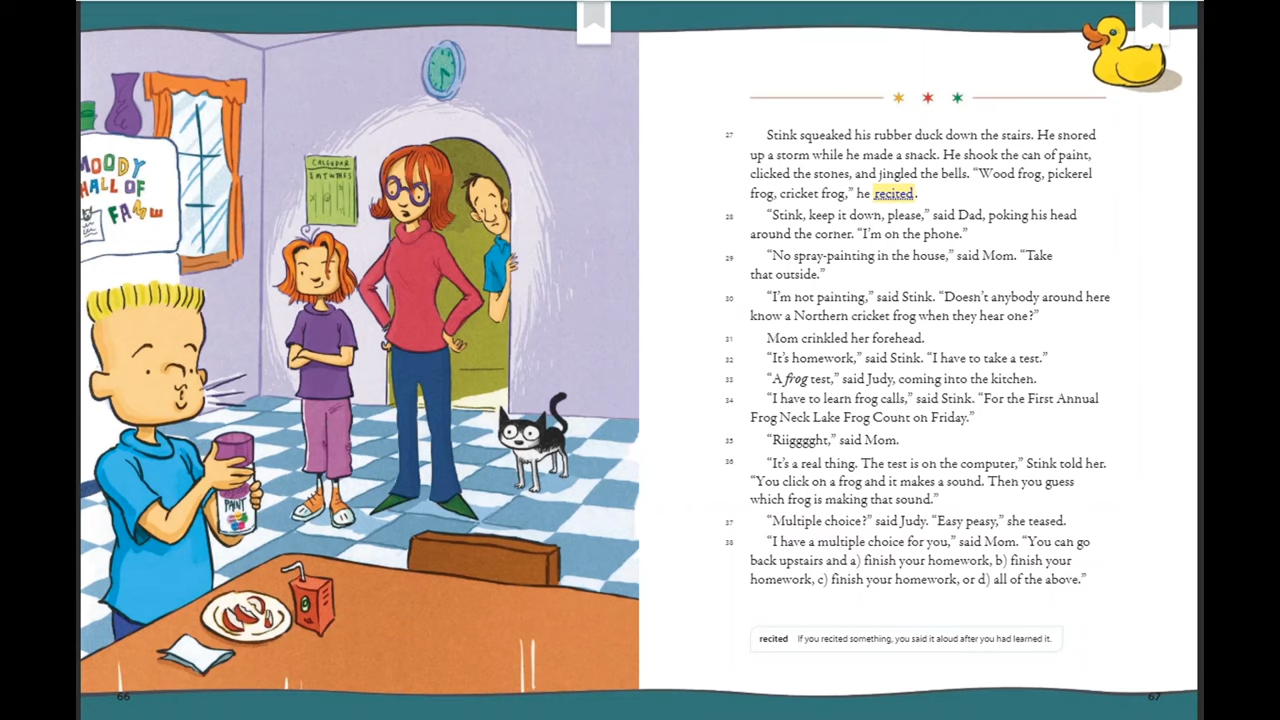 MOODY
HALL OF
FAME
CALENDAR
S M T W T H F S
PAINT
66
27 Stink squeaked his rubber duck down the stairs. He snored
up a storm while he made a snack. He shook the can of paint,
clicked the stones, and jingled the bells. “Wood frog, pickerel
frog, cricket frog,” he recited.
28 “Stink, keep it down, please,” said Dad, poking his head
around the corner. “I’m on the phone.”
29 “No spray-painting in the house,” said Mom. “Take
that outside.”
30 “I’m not painting,” said Stink. “Doesn’t anybody around here
know a Northern cricket frog when they hear one?”
31 Mom crinkled her forehead.
32 “It’s homework,” said Stink. “I have to take a test.”
33 “A frog test,” said Judy, coming into the kitchen.
34 “I have to learn frog calls,” said Stink. “For the First Annual
Frog Neck Lake Frog Count on Friday.”
35 “Riigggght,” said Mom.
36 “It’s a real thing. The test is on the computer,” Stink told her.
“You click on a frog and it makes a sound. Then you guess
which frog is making that sound.”
37 “Multiple choice?” said Judy. “Easy peasy,” she teased.
38 “I have a multiple choice for you,” said Mom. “You can go
back upstairs and a) finish your homework, b) finish your
homework, c) finish your homework, or d) all of the above.”
recited If you recited something, you said it aloud after you had learned it.
67